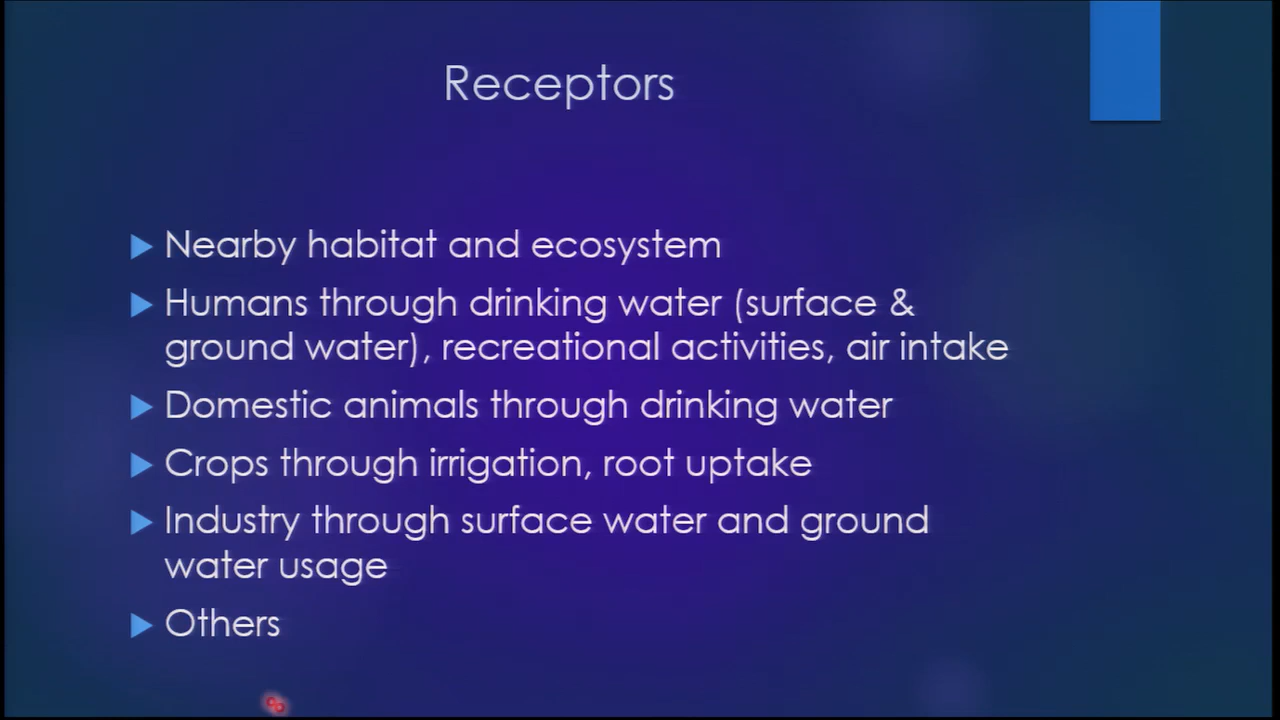 Receptors
Nearby habitat and ecosystem
Humans through drinking water (surface &
ground water), recreational activities, air intake
Domestic animals through drinking water
Crops through irrigation, root uptake
Industry through surface water and ground
water usage
Others